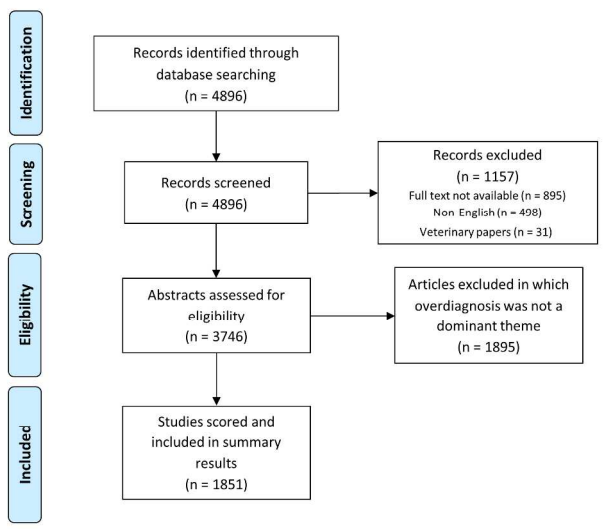 Identification
Records identified through
database searching
(n = 4896)
Screening
Records screened
(n = 4896)
Records excluded
(n = 1157)
Full text not available (n = 895)
Non English (n = 498)
Veterinary papers (n = 31)
Eligibility
Abstracts assessed for
eligibility
(n = 3746)
Articles excluded in which
overdiagnosis was not a
dominant theme
(n = 1895)
Included
Studies scored and
included in summary
results
(n = 1851)